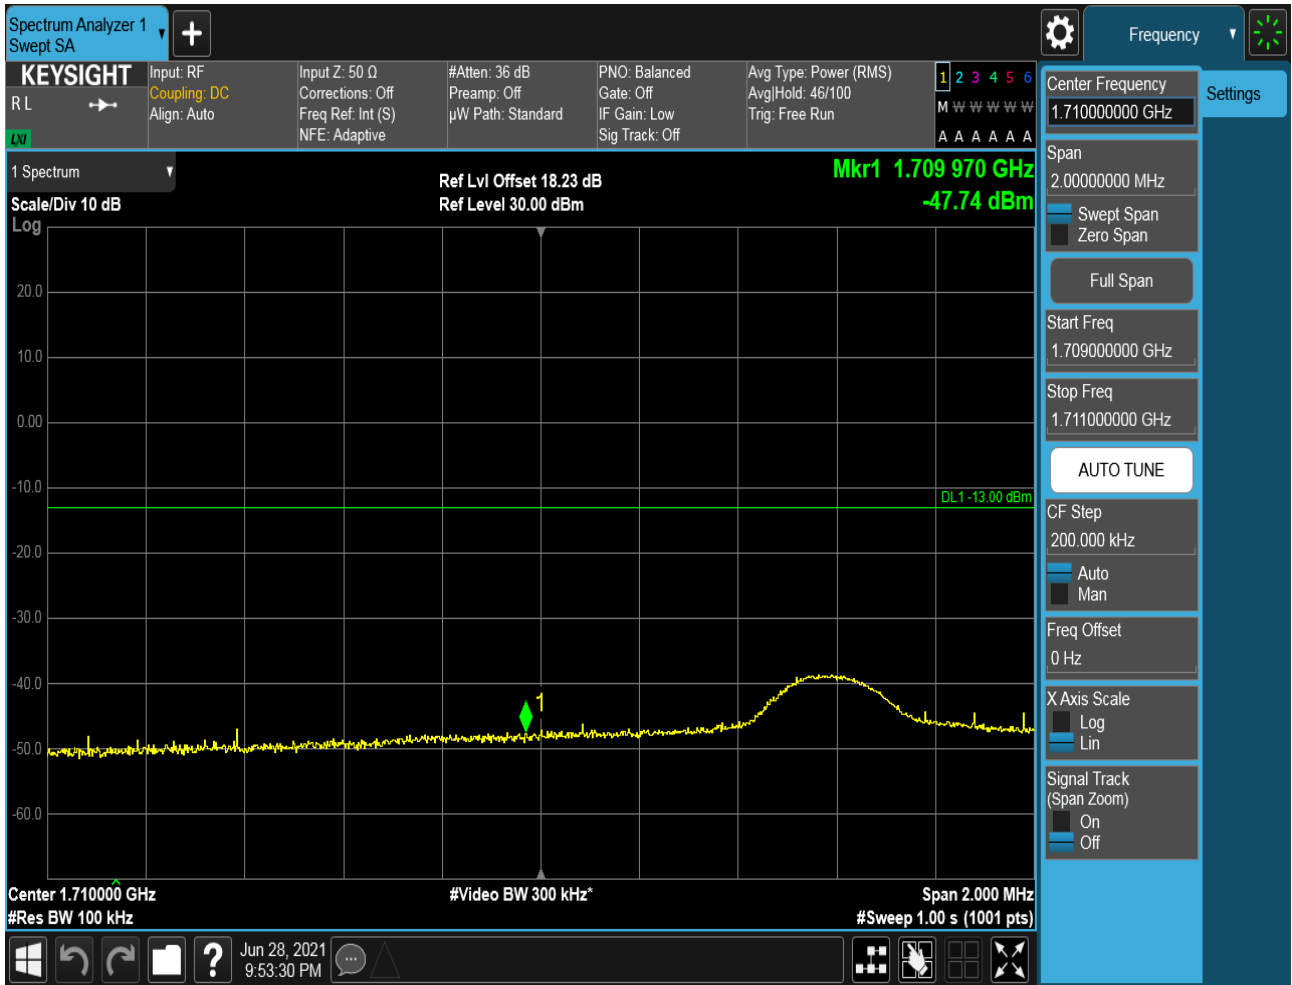 Spectrum Analyzer 1
Swept SA
Frequency
KEYSIGHT
R L
LXI
Input: RF
Coupling: DC
Align: Auto
Input Z: 50 Ω
Corrections: Off
Freq Ref: Int (S)
NFE: Adaptive
#Atten: 36 dB
Preamp: Off
µW Path: Standard
PNO: Balanced
Gate: Off
IF Gain: Low
Sig Track: Off
Avg Type: Power (RMS)
Avg|Hold: 46/100
Trig: Free Run
1 2 3 4 5 6
M W W W W W
A A A A A A
1 Spectrum
Scale/Div 10 dB
Log
Ref Lvl Offset 18.23 dB
Ref Level 30.00 dBm
Mkr1 1.709 970 GHz
-47.74 dBm
20.0
10.0
0.00
-10.0
DL1 -13.00 dBm
-20.0
-30.0
-40.0
1
-50.0
-60.0
Center 1.710000 GHz
#Video BW 300 kHz*
Span 2.000 MHz
#Res BW 100 kHz
#Sweep 1.00 s (1001 pts)
Center Frequency
1.710000000 GHz
Settings
Span
2.00000000 MHz
Swept Span
Zero Span
Full Span
Start Freq
1.709000000 GHz
Stop Freq
1.711000000 GHz
AUTO TUNE
CF Step
200.000 kHz
Auto
Man
Freq Offset
0 Hz
X Axis Scale
Log
Lin
Signal Track
(Span Zoom)
On
Off
?
Jun 28, 2021
9:53:30 PM